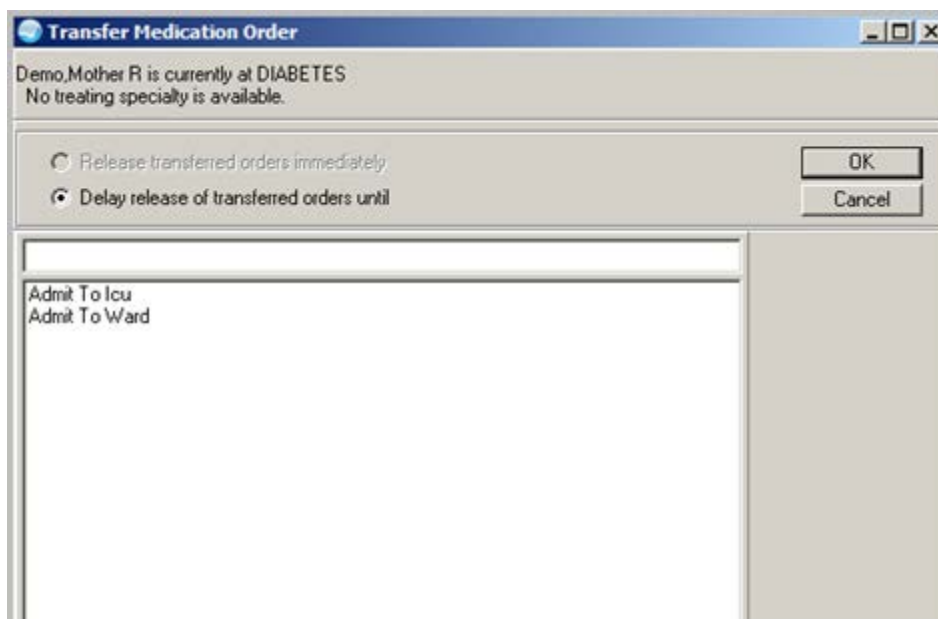 Transfer Medication Order
Demo,Mother R is currently at DIABETES
No treating specialty is available.
Release transferred orders immediately
OK
Delay release of transferred orders until
Cancel
Admit To Icu
Admit To Ward